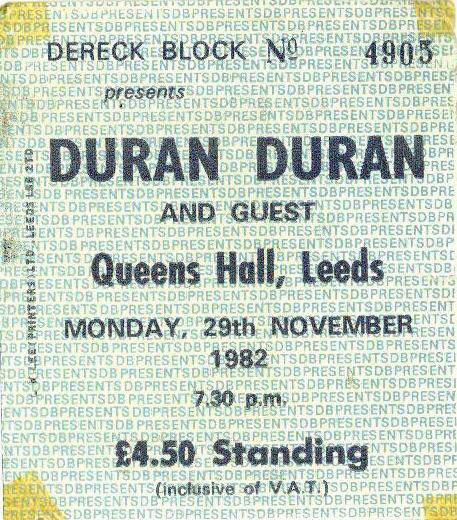 DERECK BLOCK Nº 4905
presents
DURAN DURAN
AND GUEST
Queens Hall, Leeds
MONDAY, 29th NOVEMBER
1982
7.30 p.m.
£4.50 Standing
(inclusive of V.A.T.)